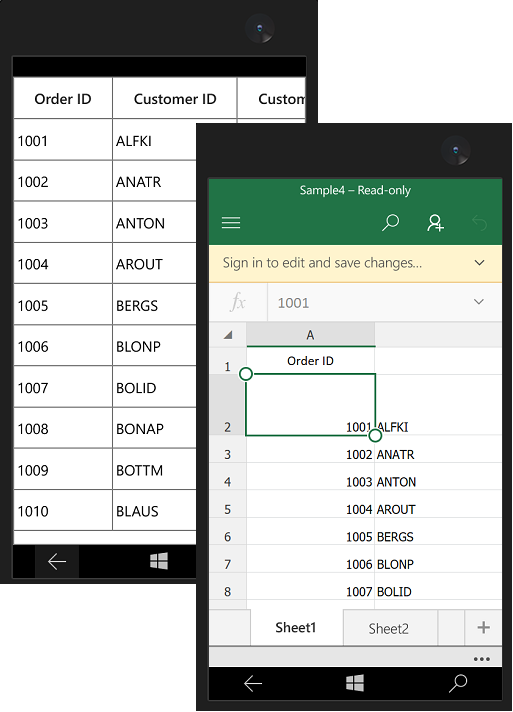 Order ID Customer ID Custom
1001 ALFKI
1002 ANATR
1003 ANTON
1004 AROUT
1005 BERGS
1006 BLONP
1007 BOLID
1008 BONAP
1009 BOTTM
1010 BLAUS
Sample4 – Read-only
Sign in to edit and save changes...
fx 1001
A
1 Order ID
2 1001 ALFKI
3 1002 ANATR
4 1003 ANTON
5 1004 AROUT
6 1005 BERGS
7 1006 BLONP
8 1007 BOLID
Sheet1 Sheet2